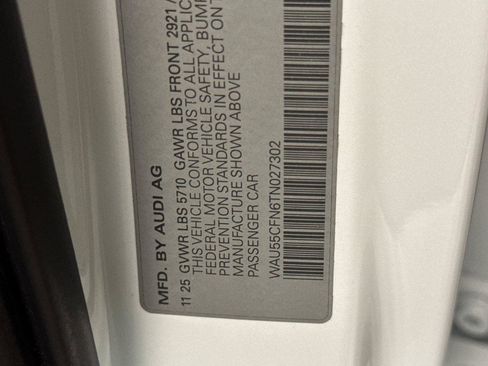 MFD. BY AUDI AG
11 25 GVWR LBS 5710 GAWR LBS FRONT 2921
THIS VEHICLE CONFORMS TO ALL APPLIC
FEDERAL MOTOR VEHICLE SAFETY, BUMP
PREVENTION STANDARDS IN EFFECT ON
MANUFACTURE SHOWN ABOVE
PASSENGER CAR
WAU55CFN6TN027302